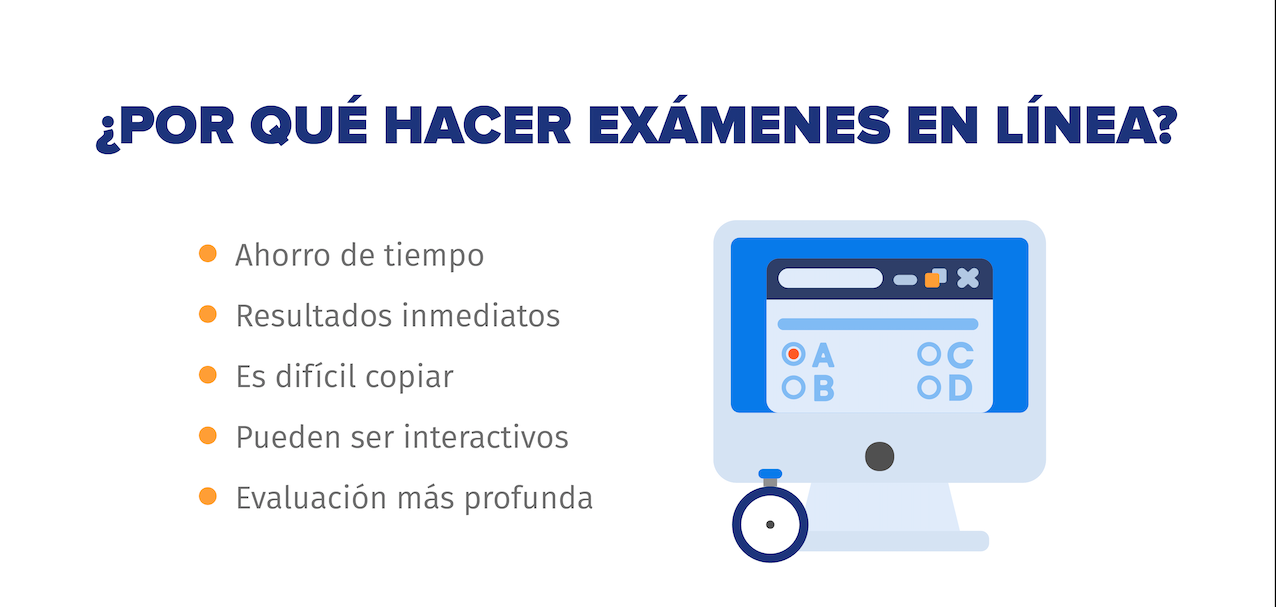 ¿POR QUÉ HACER EXÁMENES EN LÍNEA?
Ahorro de tiempo
Resultados inmediatos
Es difícil copiar
Pueden ser interactivos
Evaluación más profunda
A C
B D